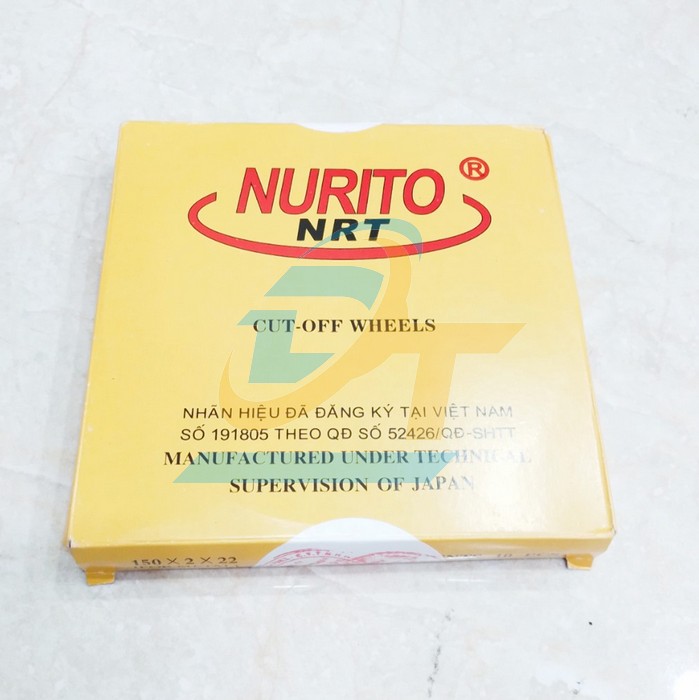 NURITO ®
NRT
CUT-OFF WHEELS
NHÃN HIỆU ĐÃ ĐĂNG KÝ TẠI VIỆT NAM
SỐ 191805 THEO QĐ SỐ 52426/QĐ-SHTT
MANUFACTURED UNDER TECHNICAL
SUPERVISION OF JAPAN
150 X 2 X 22